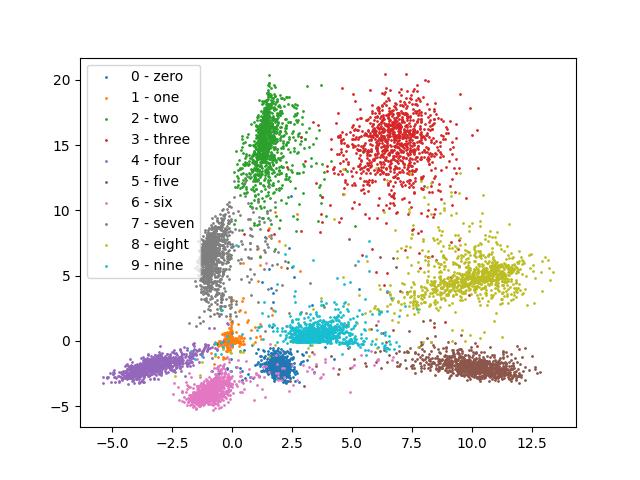 20
15
10
5
0
−5
0 - zero
1 - one
2 - two
3 - three
4 - four
5 - five
6 - six
7 - seven
8 - eight
9 - nine
−5.0 −2.5 0.0 2.5 5.0 7.5 10.0 12.5